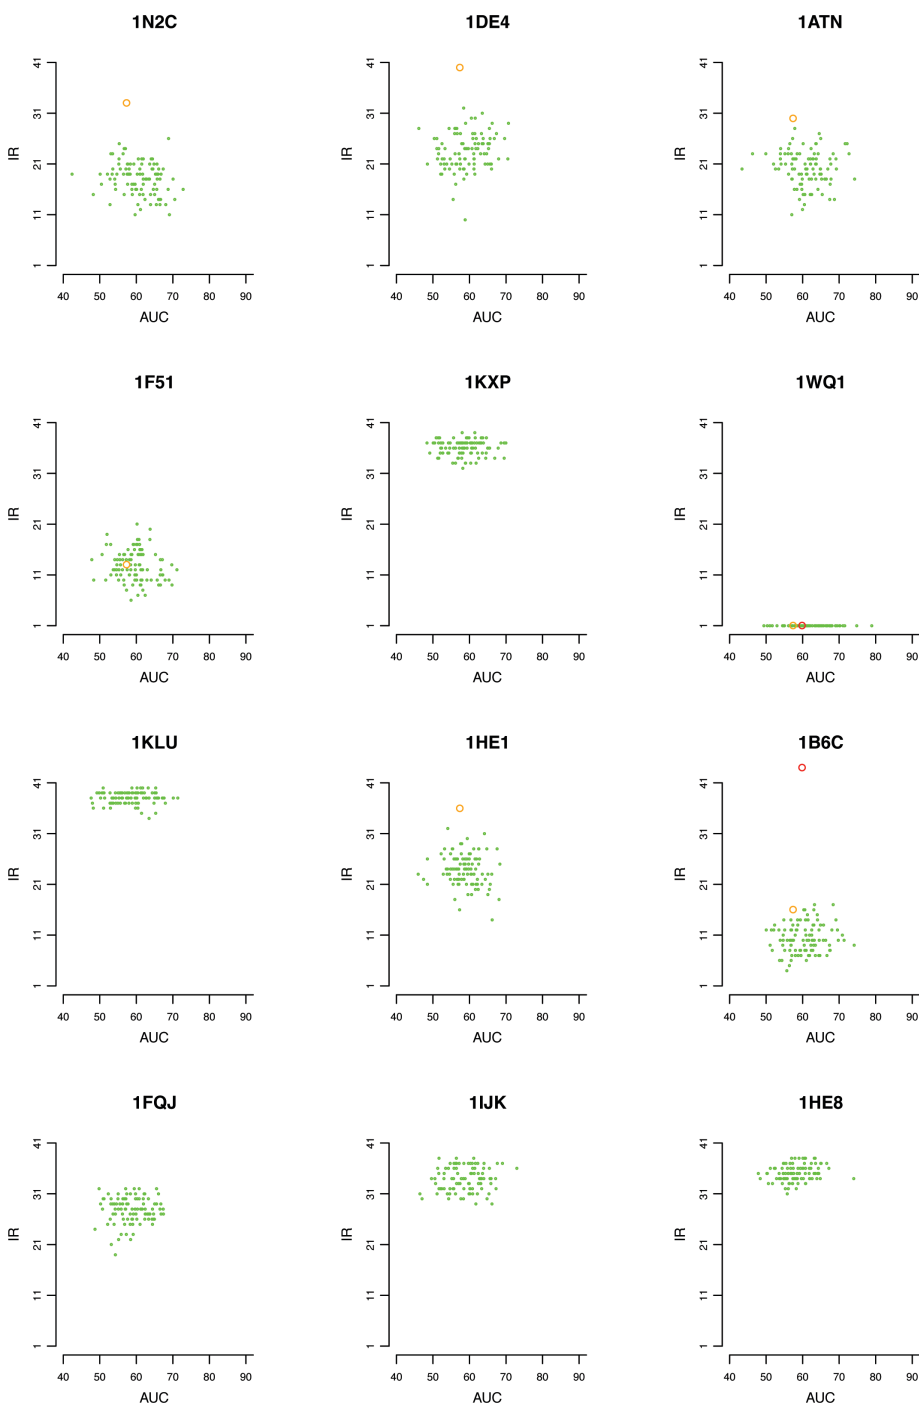 1N2C 1DE4 1ATN
41 41 41
31 31 31
IR 21 IR 21 IR 21
11 11 11
1 1 1
40 50 60 70 80 90 40 50 60 70 80 90 40 50 60 70 80 90
AUC AUC AUC
1F51 1KXP 1WQ1
41 41 41
31 31 31
IR 21 IR 21 IR 21
11 11 11
1 1 1
40 50 60 70 80 90 40 50 60 70 80 90 40 50 60 70 80 90
AUC AUC AUC
1KLU 1HE1 1B6C
41 41 41
31 31 31
IR 21 IR 21 IR 21
11 11 11
1 1 1
40 50 60 70 80 90 40 50 60 70 80 90 40 50 60 70 80 90
AUC AUC AUC
1FQJ 1IJK 1HE8
41 41 41
31 31 31
IR 21 IR 21 IR 21
11 11 11
1 1 1
40 50 60 70 80 90 40 50 60 70 80 90 40 50 60 70 80 90
AUC AUC AUC